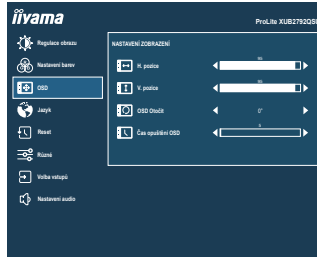 iiyama
ProLite XUB2792QSU
Regulace obrazu
Nastavení barev
OSD
Jazyk
Reset
Různé
Volba vstupů
Nastavení audio
NASTAVENÍ ZOBRAZENÍ
H. pozice
V. pozice
OSD Otočit
0°
Čas opuštění OSD